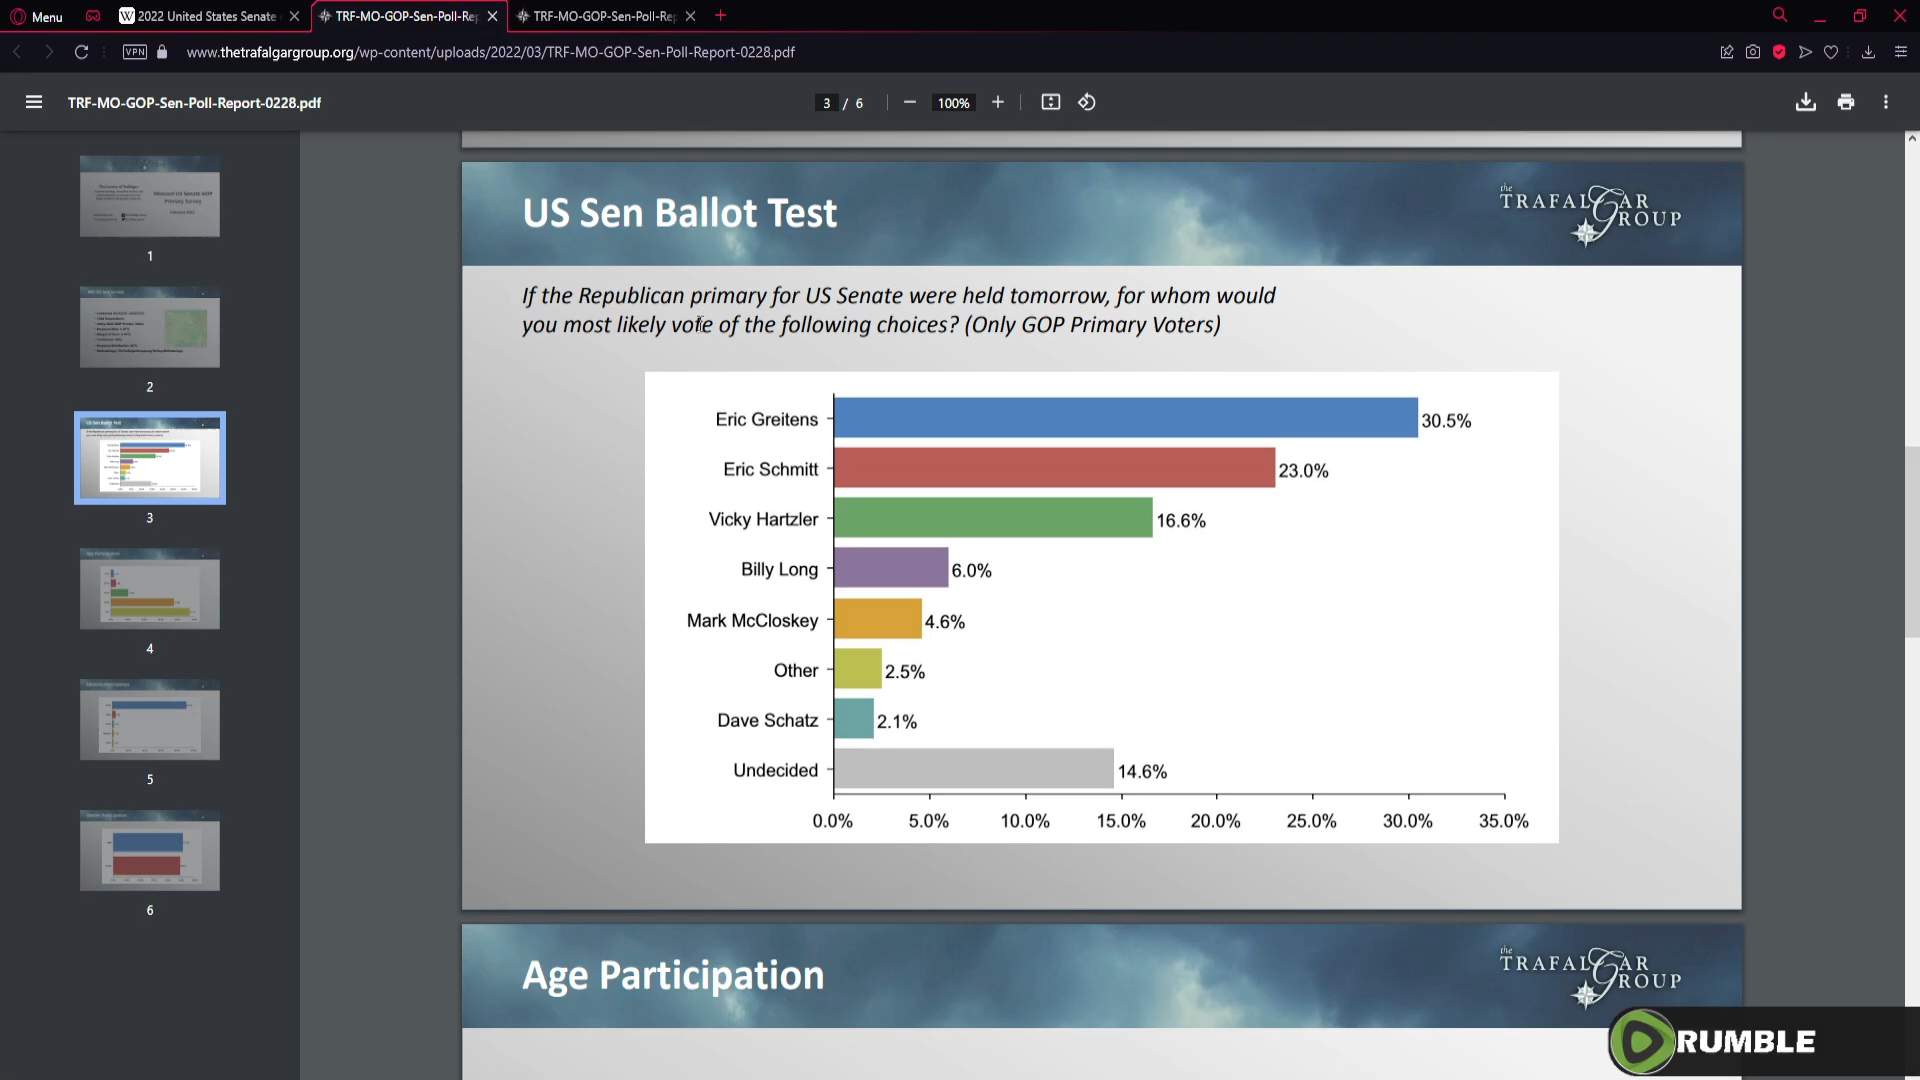 Menu
2022 United States Senate
TRF-MO-GOP-Sen-Poll-Re
TRF-MO-GOP-Sen-Poll-Re
VPN
www.thetrafalgargroup.org/wp-content/uploads/2022/03/TRF-MO-GOP-Sen-Poll-Report-0228.pdf
TRF-MO-GOP-Sen-Poll-Report-0228.pdf
3 / 6
100%
1
2
3
4
5
6
US Sen Ballot Test
the
TRAFALGAR
GROUP
If the Republican primary for US Senate were held tomorrow, for whom would
you most likely vote of the following choices? (Only GOP Primary Voters)
Eric Greitens 30.5%
Eric Schmitt 23.0%
Vicky Hartzler 16.6%
Billy Long 6.0%
Mark McCloskey 4.6%
Other 2.5%
Dave Schatz 2.1%
Undecided 14.6%
0.0% 5.0% 10.0% 15.0% 20.0% 25.0% 30.0% 35.0%
Age Participation
the
TRAFALGAR
GROUP
RUMBLE